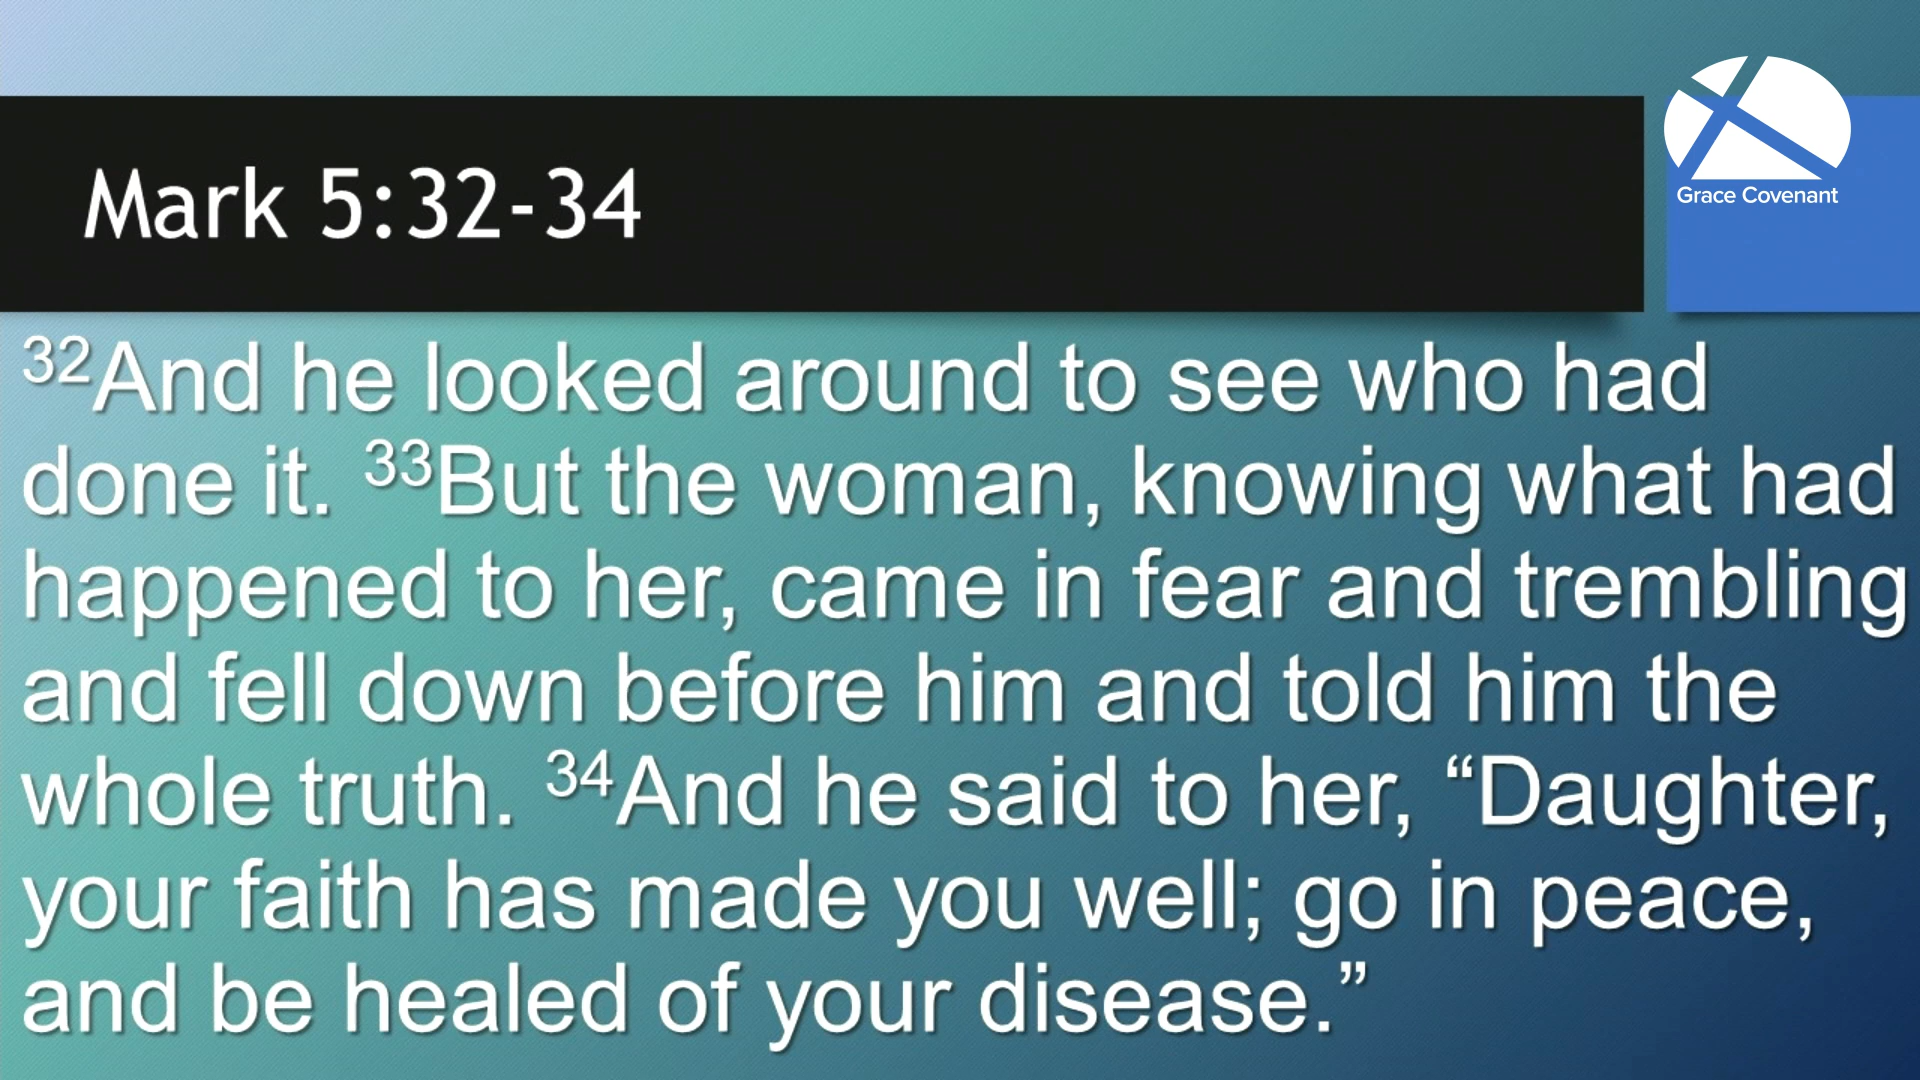 Mark 5:32-34
Grace Covenant
32And he looked around to see who had
done it. 33But the woman, knowing what had
happened to her, came in fear and trembling
and fell down before him and told him the
whole truth. 34And he said to her, “Daughter,
your faith has made you well; go in peace,
and be healed of your disease.”